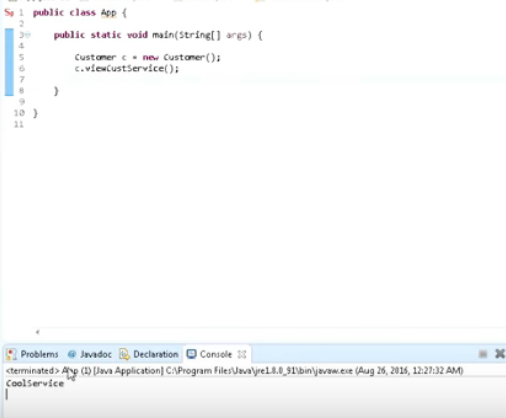 1 public class App {
2
3 public static void main(String[] args) {
4
5 Customer c = new Customer();
6 c.viewCustService();
7
8 }
9
10 }
11
Problems @ Javadoc Declaration Console
<terminated> App (1) [Java Application] C:\Program Files\Java\jre1.8.0_91\bin\javaw.exe (Aug 26, 2016, 12:27:32 AM)
CoolService